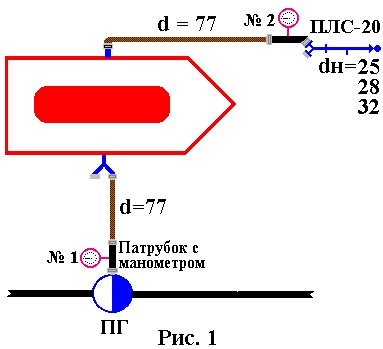 d = 77
№ 2
ПЛС-20
dн=25
28
32
d=77
№ 1
Патрубок с
манометром
ПГ
Рис. 1